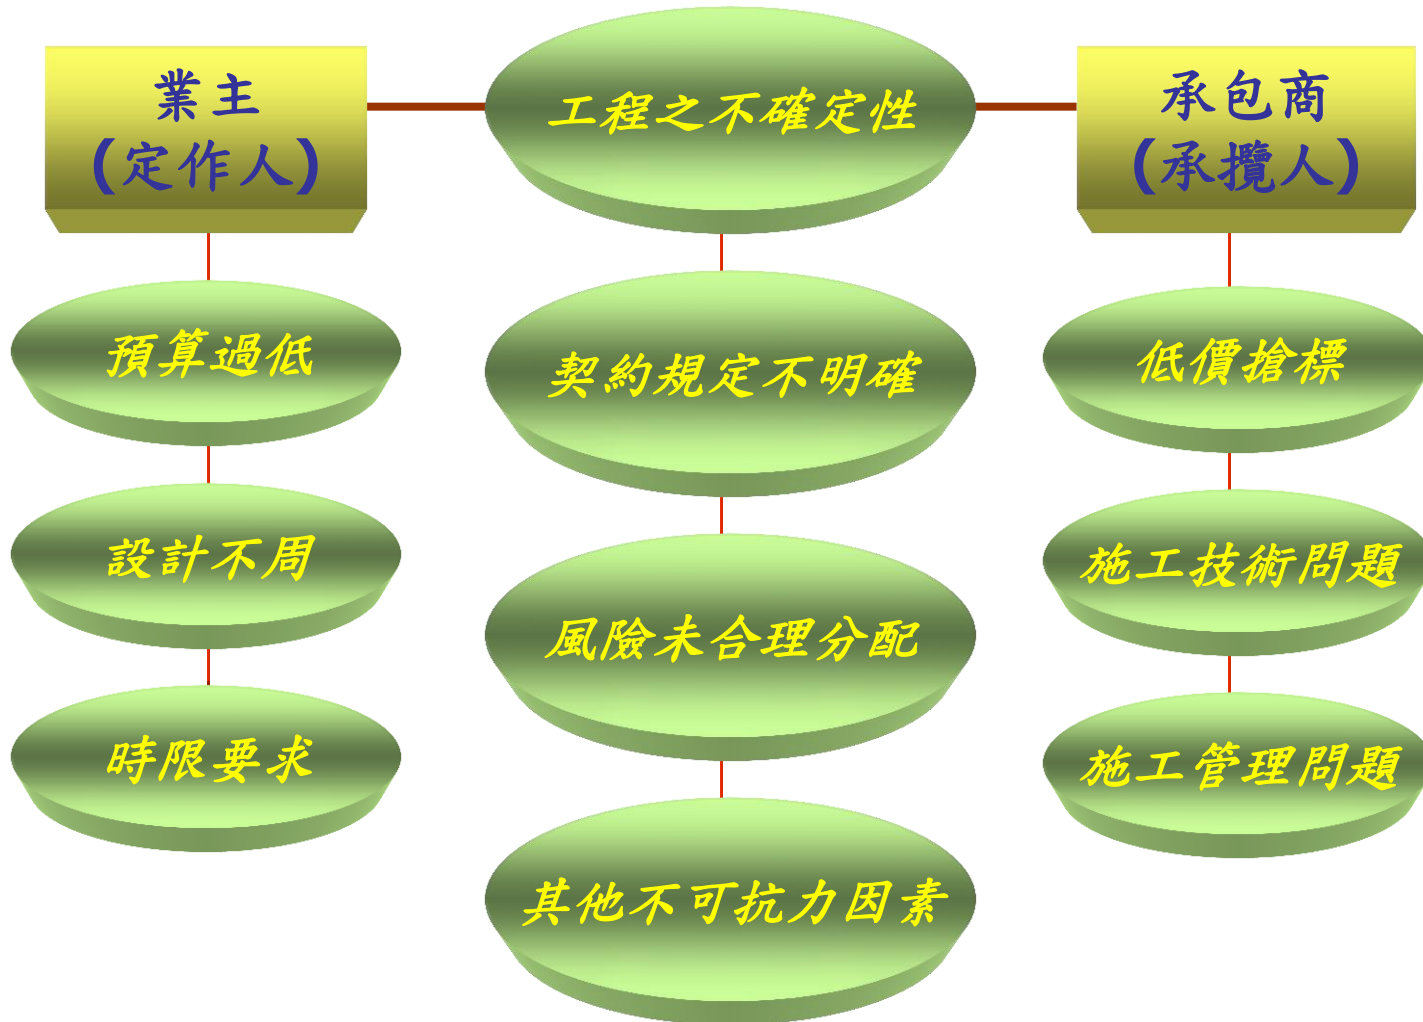 業主
(定作人)
工程之不確定性
承包商
(承攬人)
預算過低
設計不周
時限要求
契約規定不明確
風險未合理分配
其他不可抗力因素
低價搶標
施工技術問題
施工管理問題